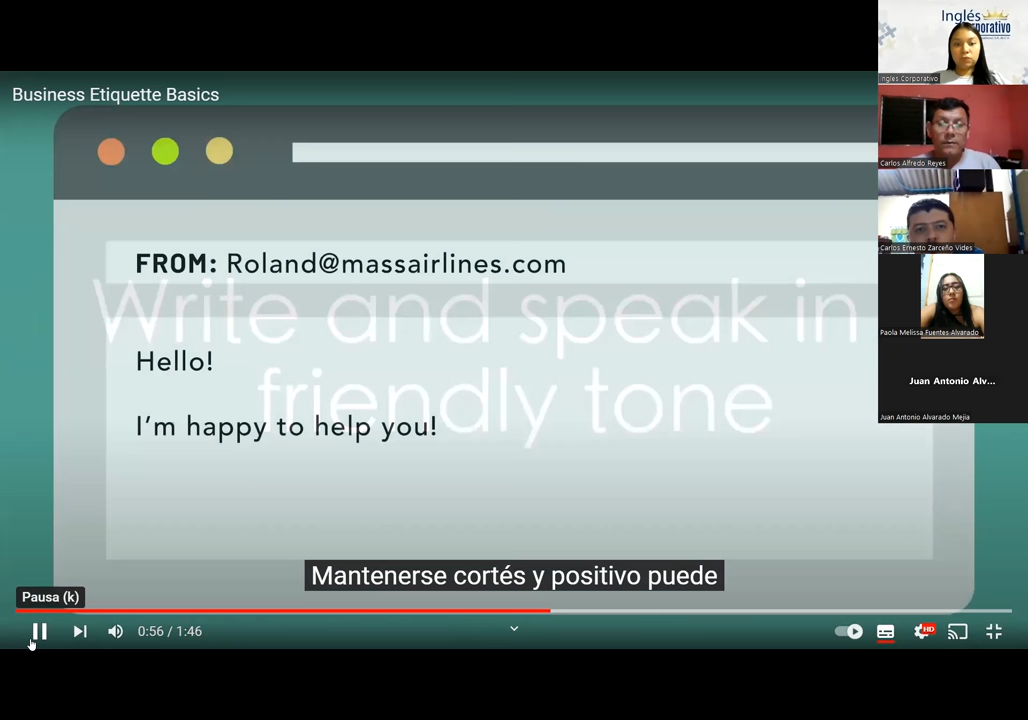 Business Etiquette Basics
FROM: Roland@massairlines.com
Write and speak in
Hello!
friendly tone
I'm happy to help you!
Mantenerse cortés y positivo puede
Pausa (k)
0:56 / 1:46
HD
Inglés
Corporativo
Ingles Corporativo
Carlos Alfredo Reyes
Carlos Ernesto Zarceño Vides
Paola Melissa Fuentes Alvarado
Juan Antonio Alv...
Juan Antonio Alvarado Mejia